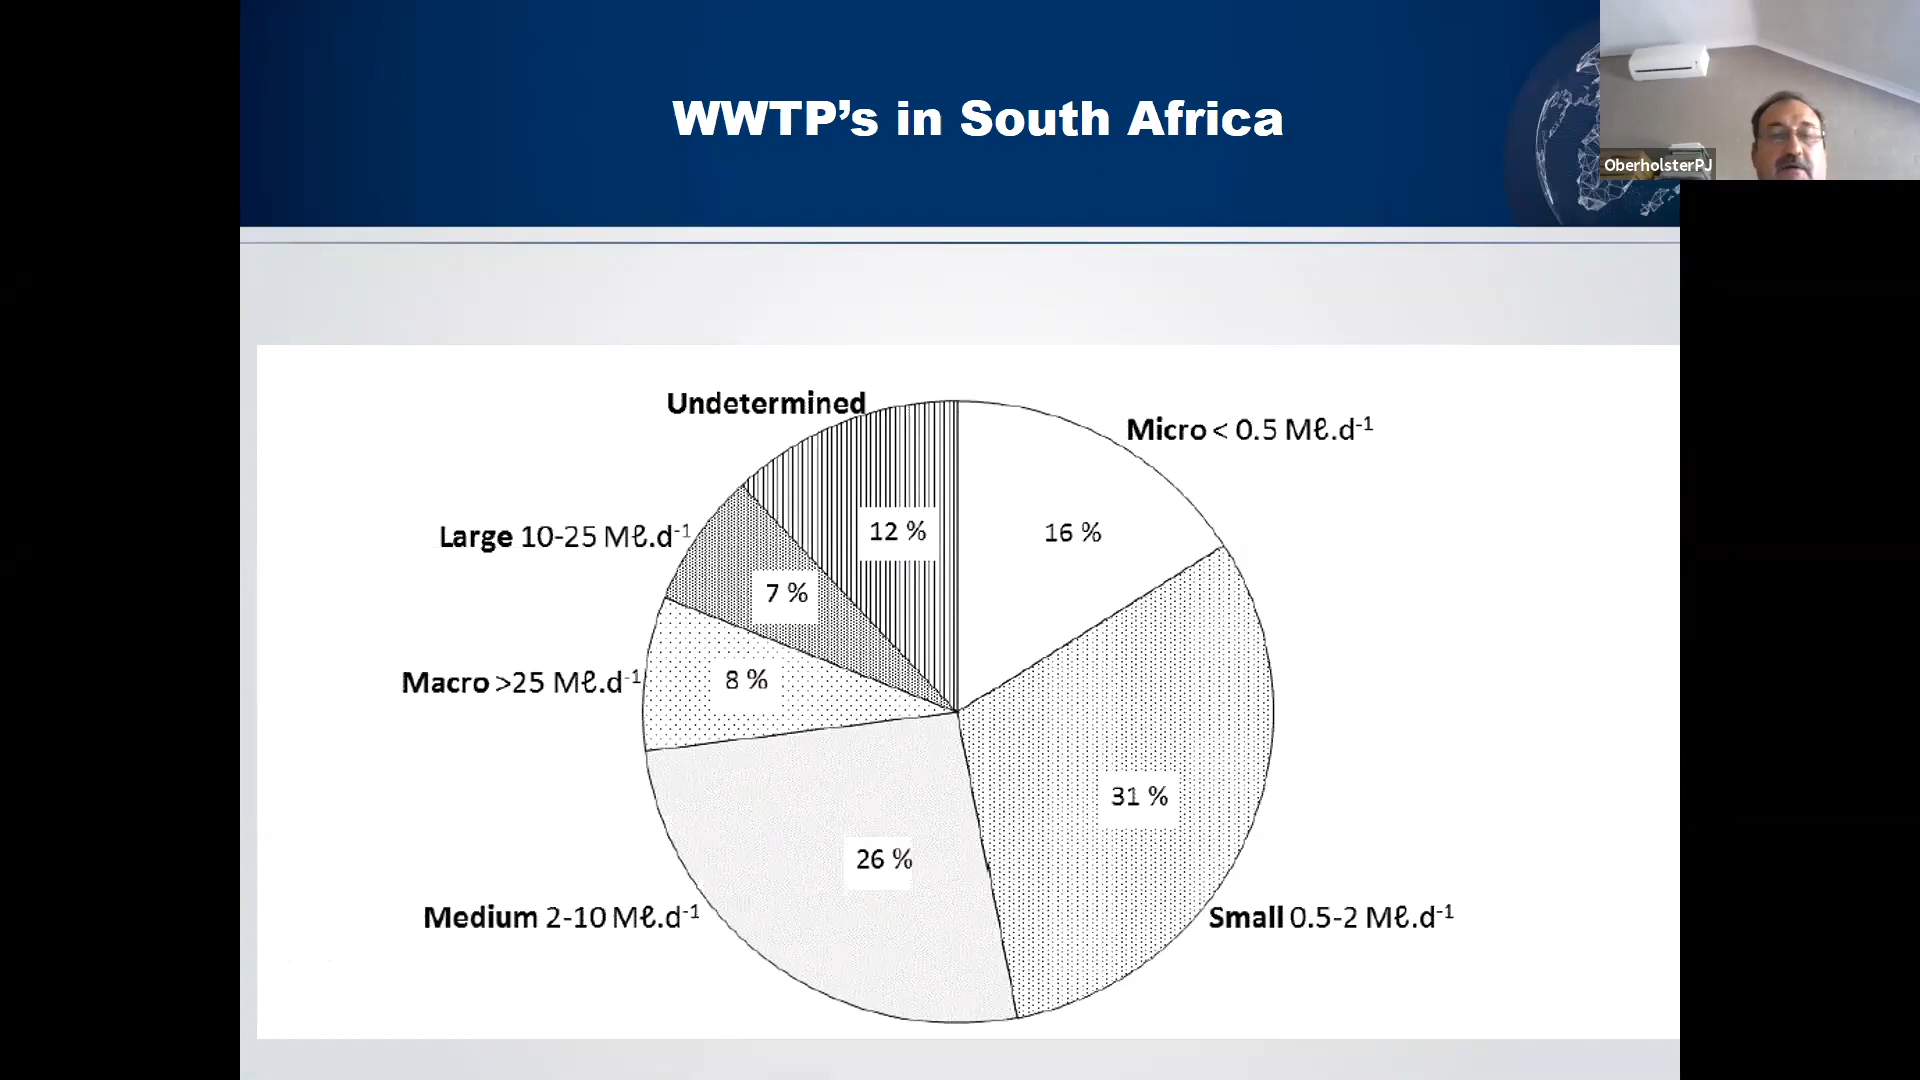 WWTP’s in South Africa
OberholsterPJ
Undetermined
Micro < 0.5 Mℓ.d-1
Large 10-25 Mℓ.d-1
12 %
16 %
7 %
Macro >25 Mℓ.d-1
8 %
31 %
26 %
Medium 2-10 Mℓ.d-1
Small 0.5-2 Mℓ.d-1